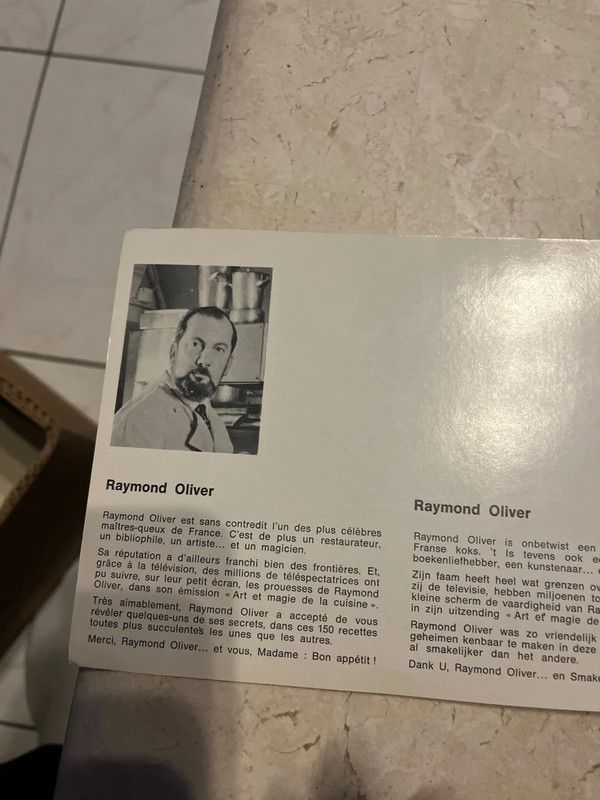 Raymond Oliver
Raymond Oliver est sans contredit l'un des plus célèbres
maîtres-queux de France. C'est de plus un restaurateur,
un bibliophile, un artiste... et un magicien.
Sa réputation a d'ailleurs franchi bien des frontières. Et,
grâce à la télévision, des millions de téléspectatrices ont
pu suivre, sur leur petit écran, les prouesses de Raymond
Oliver, dans son émission « Art et magie de la cuisine ».
Très aimablement, Raymond Oliver a accepté de vous
révéler quelques-uns de ses secrets, dans ces 150 recettes
toutes plus succulentes les unes que les autres.
Merci, Raymond Oliver... et vous, Madame : Bon appétit !
Raymond Oliver
Raymond Oliver is onbetwist een
Franse koks. 't Is tevens ook
boekenliefhebber, een kunstenaar...
Zijn faam heeft heel wat grenzen
zij de televisie, hebben miljoenen
kleine scherm de vaardigheid van
in zijn uitzending « Art et magie de
Raymond Oliver was zo vriendelijk
geheimen kenbaar te maken in deze
al smakelijker dan het andere.
Dank U, Raymond Oliver... en